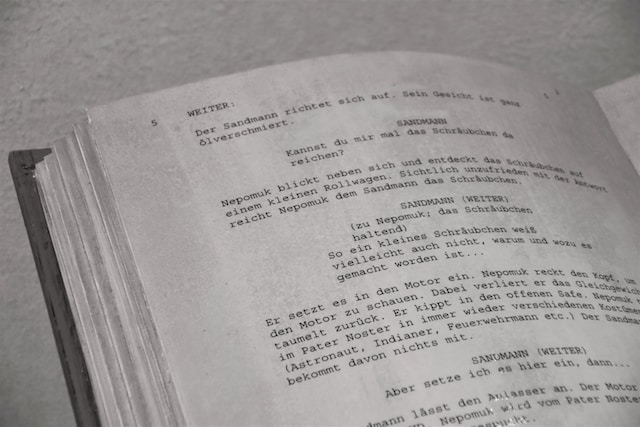 5 WEITER:
Der Sandmann richtet sich auf. Sein Gesicht ist ganz
ölverschmiert.
SANDMANN
Kannst du mir mal das Schräubchen da
reichen?
Nepomuk blickt neben sich und entdeckt das Schräubchen auf
einem kleinen Rollwagen. Sichtlich unzufrieden mit der Antwort
reicht Nepomuk dem Sandmann das Schräubchen.
SANDMANN (WEITER)
(zu Nepomuk; das Schräubchen
haltend)
So ein kleines Schräubchen weiß
vielleicht auch nicht, warum und wozu es
gemacht worden ist...
Er setzt es in den Motor ein. Nepomuk reckt den Kopf, um
den Motor zu schauen. Dabei verliert er das Gleichgewich
taumelt zurück. Er kippt in den offenen Safe. Nepomuk
im Pater Noster in immer wieder verschiedenen Kostümen
(Astronaut, Indianer, Feuerwehrmann etc.) Der Sandma
bekommt davon nichts mit.
SANDMANN (WEITER)
Aber setze ich es hier ein, dann...
dmann lässt den Anlasser an. Der Motor
Nepomuk wird vom Pater Noster